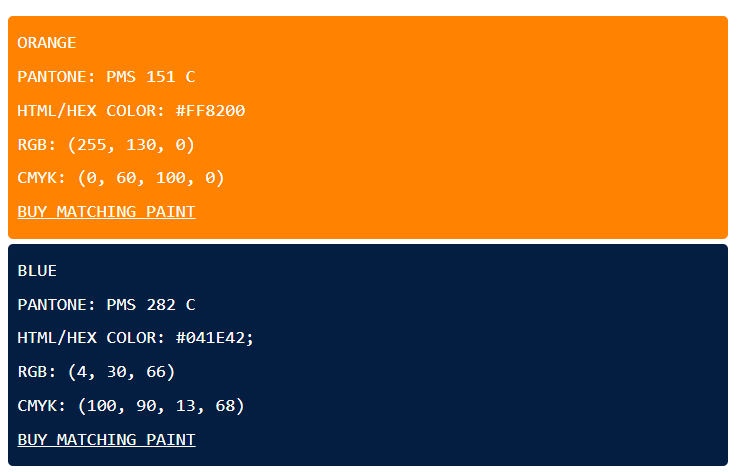 ORANGE
PANTONE: PMS 151 C
HTML/HEX COLOR: #FF8200
RGB: (255, 130, 0)
CMYK: (0, 60, 100, 0)
BUY MATCHING PAINT
BLUE
PANTONE: PMS 282 C
HTML/HEX COLOR: #041E42;
RGB: (4, 30, 66)
CMYK: (100, 90, 13, 68)
BUY MATCHING PAINT